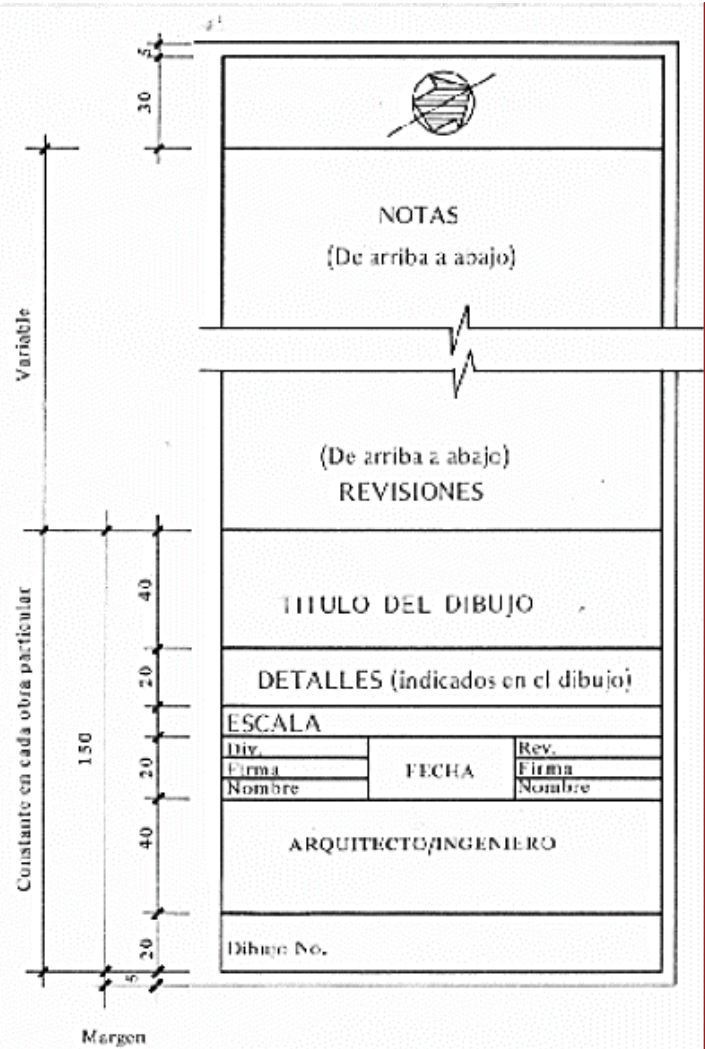 5
30
NOTAS
(De arriba a abajo)
Variable
(De arriba a abajo)
REVISIONES
Constante en cada obra particular
150
40
TITULO DEL DIBUJO
20
DETALLES (indicados en el dibujo)
ESCALA
20
Div. FECHA Rev.
Firma Firma
Nombre Nombre
40
ARQUITECTO/INGENIERO
20
Dibujo No.
5
Margen